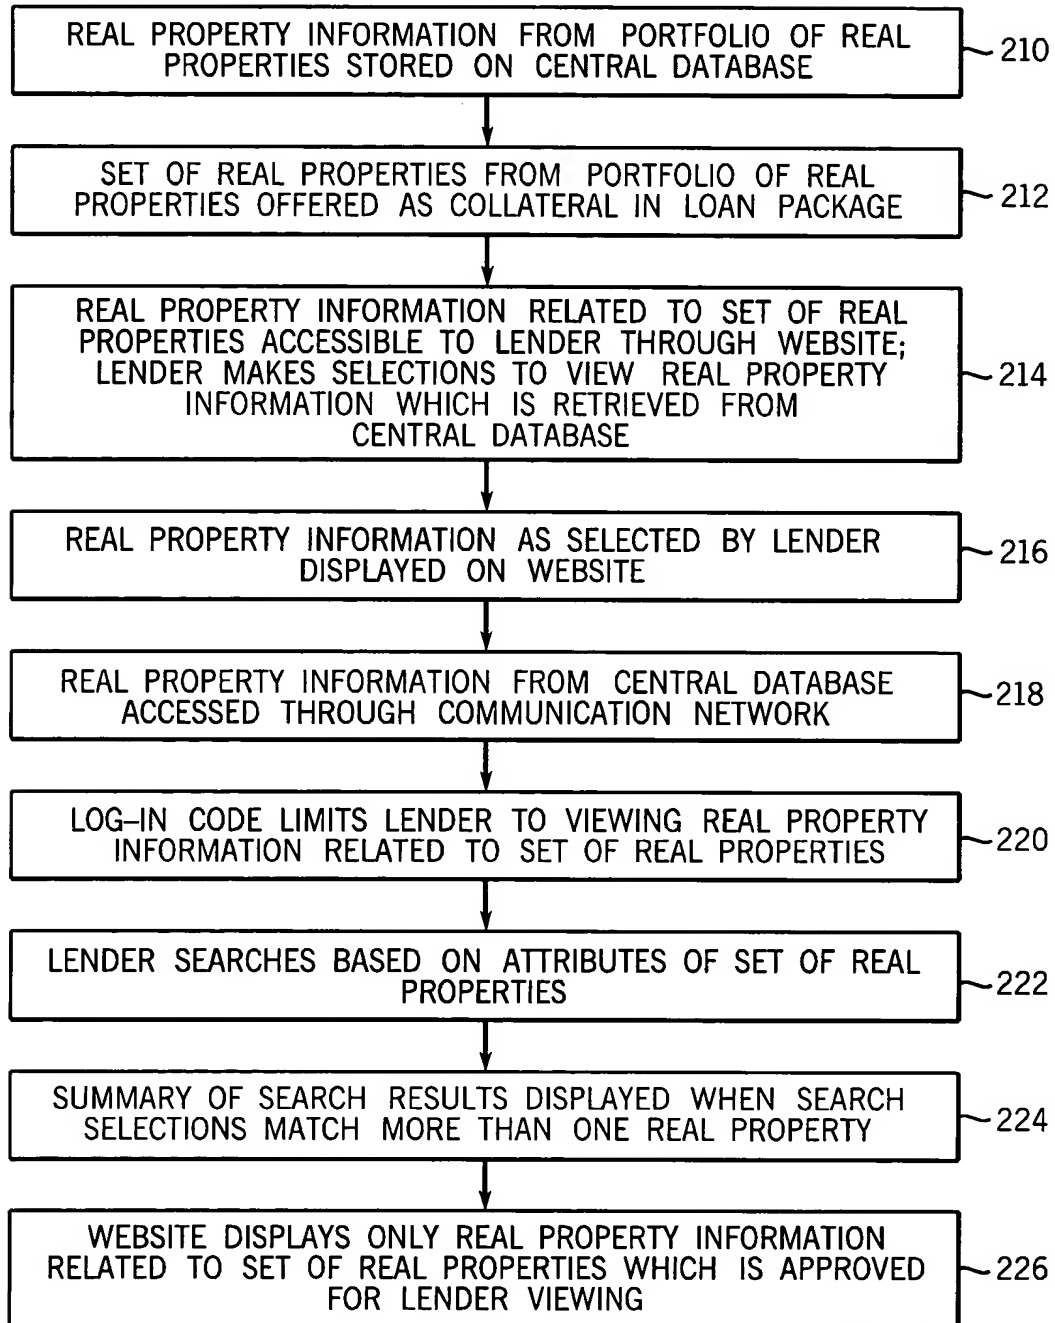 REAL PROPERTY INFORMATION FROM PORTFOLIO OF REAL
PROPERTIES STORED ON CENTRAL DATABASE
210
SET OF REAL PROPERTIES FROM PORTFOLIO OF REAL
PROPERTIES OFFERED AS COLLATERAL IN LOAN PACKAGE
212
REAL PROPERTY INFORMATION RELATED TO SET OF REAL
PROPERTIES ACCESSIBLE TO LENDER THROUGH WEBSITE;
LENDER MAKES SELECTIONS TO VIEW REAL PROPERTY
INFORMATION WHICH IS RETRIEVED FROM
CENTRAL DATABASE
214
REAL PROPERTY INFORMATION AS SELECTED BY LENDER
DISPLAYED ON WEBSITE
216
REAL PROPERTY INFORMATION FROM CENTRAL DATABASE
ACCESSED THROUGH COMMUNICATION NETWORK
218
LOG-IN CODE LIMITS LENDER TO VIEWING REAL PROPERTY
INFORMATION RELATED TO SET OF REAL PROPERTIES
220
LENDER SEARCHES BASED ON ATTRIBUTES OF SET OF REAL
PROPERTIES
222
SUMMARY OF SEARCH RESULTS DISPLAYED WHEN SEARCH
SELECTIONS MATCH MORE THAN ONE REAL PROPERTY
224
WEBSITE DISPLAYS ONLY REAL PROPERTY INFORMATION
RELATED TO SET OF REAL PROPERTIES WHICH IS APPROVED
FOR LENDER VIEWING
226